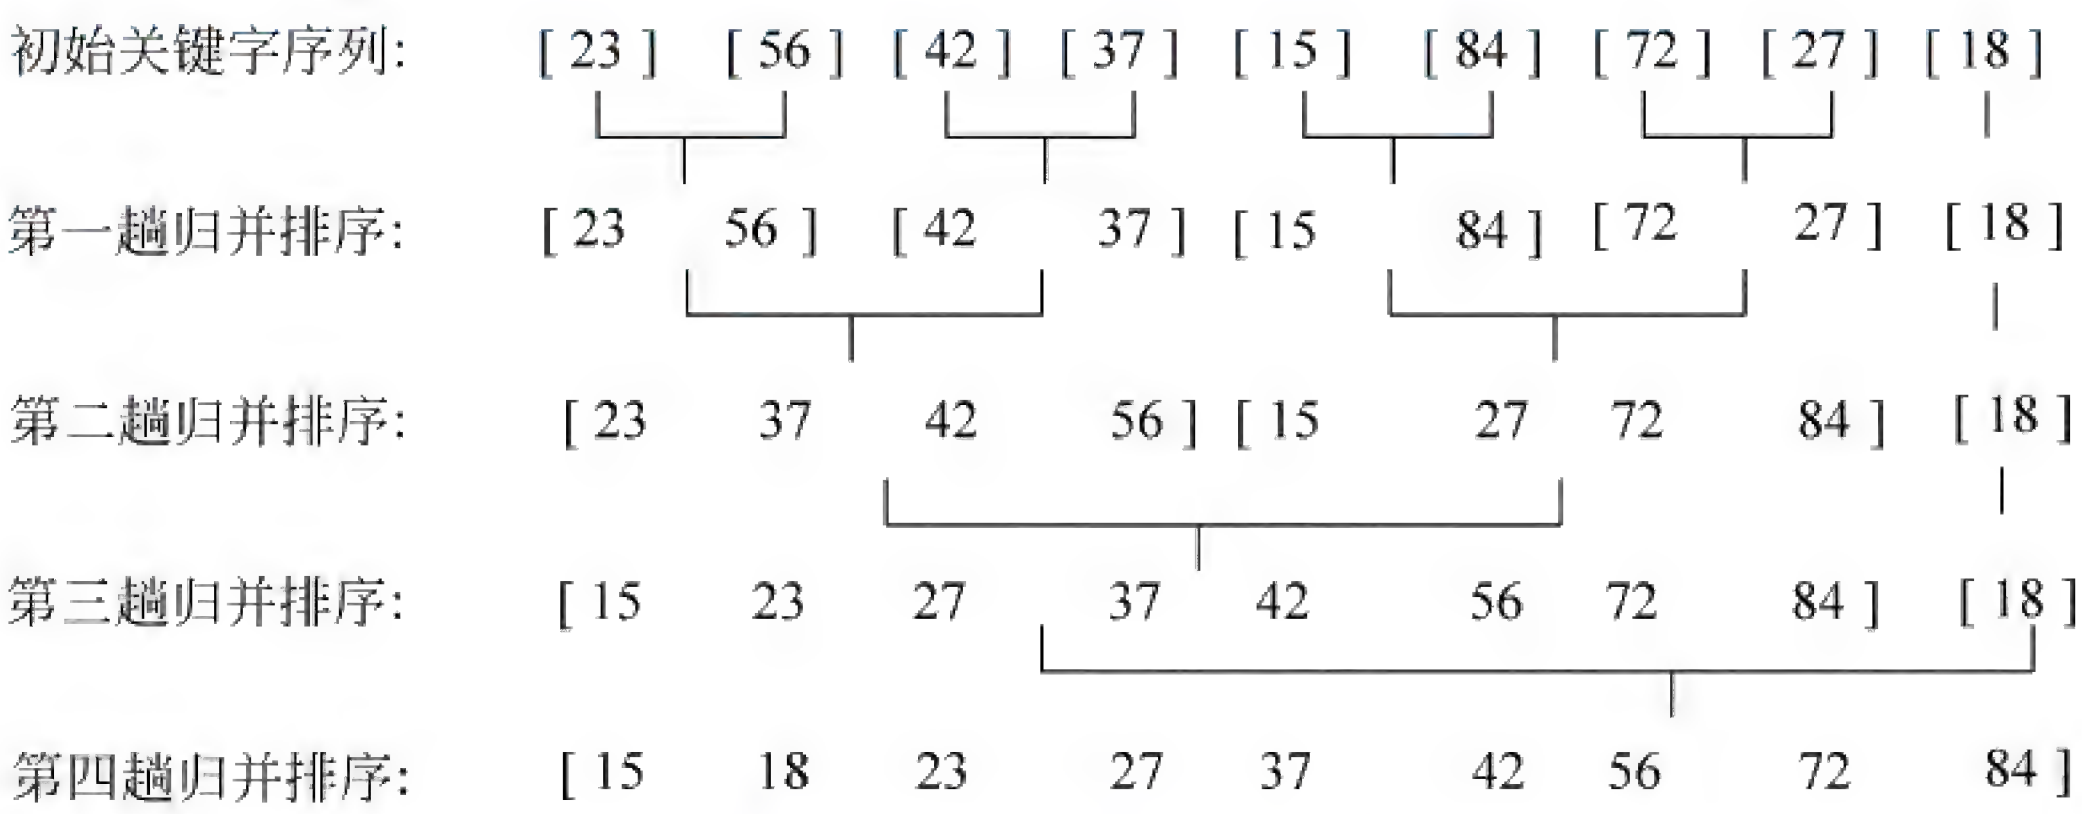 初始关键字序列: [ 23 ] [ 56 ] [ 42 ] [ 37 ] [ 15 ] [ 84 ] [ 72 ] [ 27 ] [ 18 ]
第一趟归并排序: [ 23 56 ] [ 42 37 ] [ 15 84 ] [ 72 27 ] [ 18 ]
第二趟归并排序: [ 23 37 42 56 ] [ 15 27 72 84 ] [ 18 ]
第三趟归并排序: [ 15 23 27 37 42 56 72 84 ] [ 18 ]
第四趟归并排序: [ 15 18 23 27 37 42 56 72 84 ]